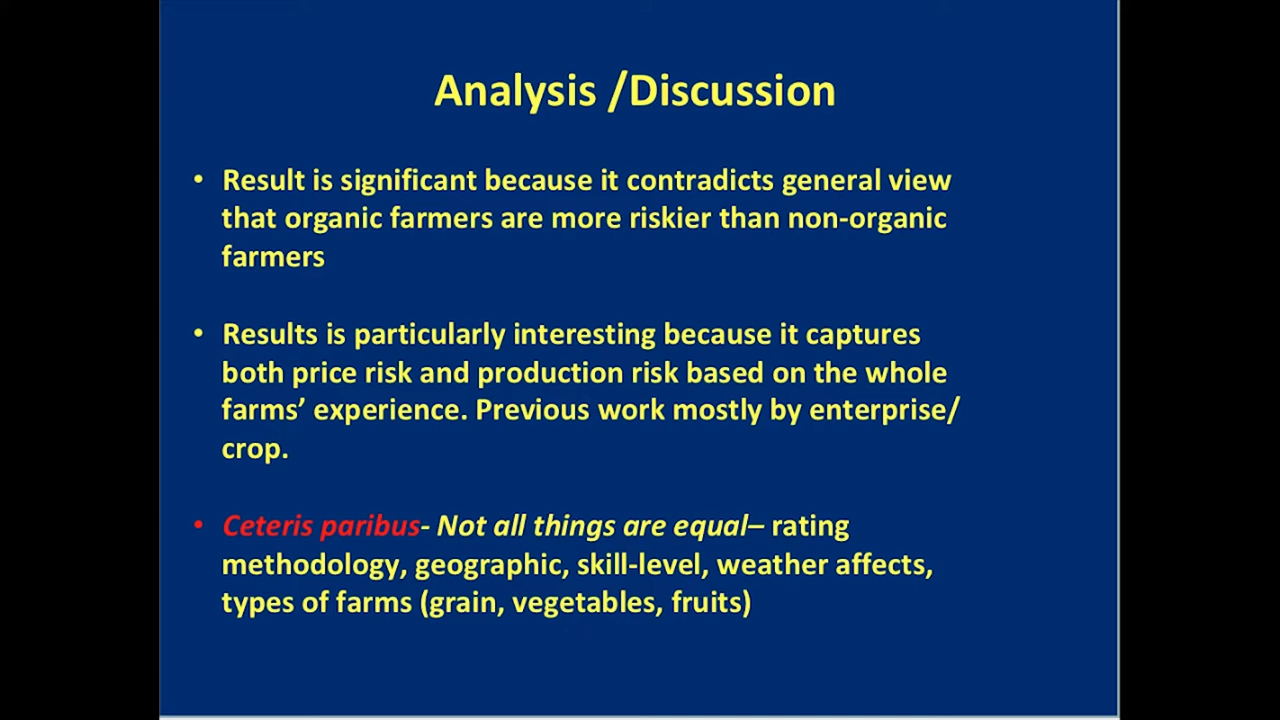 Analysis /Discussion
• Result is significant because it contradicts general view
that organic farmers are more riskier than non-organic
farmers
• Results is particularly interesting because it captures
both price risk and production risk based on the whole
farms’ experience. Previous work mostly by enterprise/
crop.
• Ceteris paribus- Not all things are equal– rating
methodology, geographic, skill-level, weather affects,
types of farms (grain, vegetables, fruits)